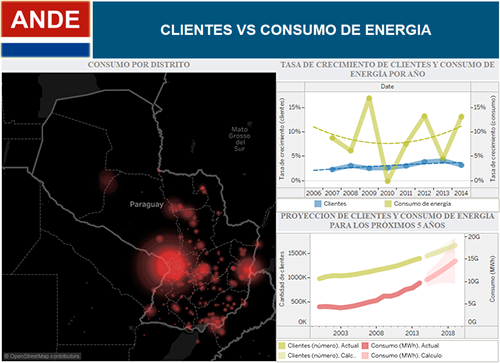 ANDE
CLIENTES VS CONSUMO DE ENERGIA
CONSUMO POR DISTRITO
Mato
Grosso
do Sul
Paraguay
© OpenStreetMap contributors
TASA DE CRECIMIENTO DE CLIENTES Y CONSUMO DE
ENERGÍA POR AÑO
Date
Tasa de crecimiento (clientes)
15%
10%
5%
0%
15%
10%
5%
0%
Tasa de crecimiento (consumo)
2006 2007 2008 2009 2010 2011 2012 2013 2014
Clientes
Consumo de energía
PROYECCIÓN DE CLIENTES Y CONSUMO DE ENERGÍA
PARA LOS PRÓXIMOS 5 AÑOS
Cantidad de clientes
1500K
1000K
500K
0K
20G
15G
10G
5G
0G
Consumo (MWh)
2003 2008 2013 2018
Clientes (número), Actual
Consumo (MWh), Actual
Clientes (número), Calc..
Consumo (MWh), Calculo